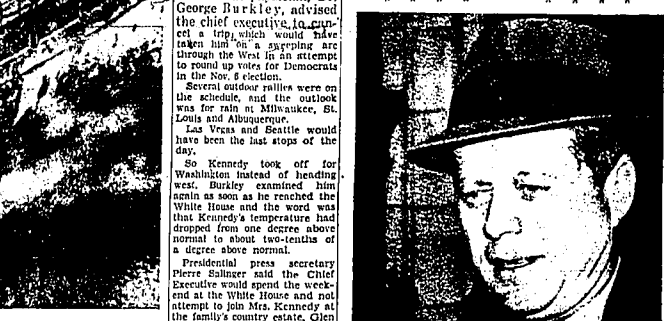 George Burkley, advised
the chief executive to can-
cel a trip which would have
taken him on a sweeping arc
through the West in an attempt
to round up votes for Democrats
in the Nov. 6 election.
Several outdoor rallies were on
the schedule, and the outlook
was for rain at Milwaukee, St.
Louis and Albuquerque.
Las Vegas and Seattle would
have been the last stops of the
day.
So Kennedy took off for
Washington instead of heading
west. Burkley examined him
again as soon as he reached the
White House and the word was
that Kennedy's temperature had
dropped from one degree above
normal to about two-tenths of
a degree above normal.
Presidential press secretary
Pierre Salinger said the Chief
Executive would spend the week-
end at the White House and not
attempt to join Mrs. Kennedy at
the family's country estate, Glen